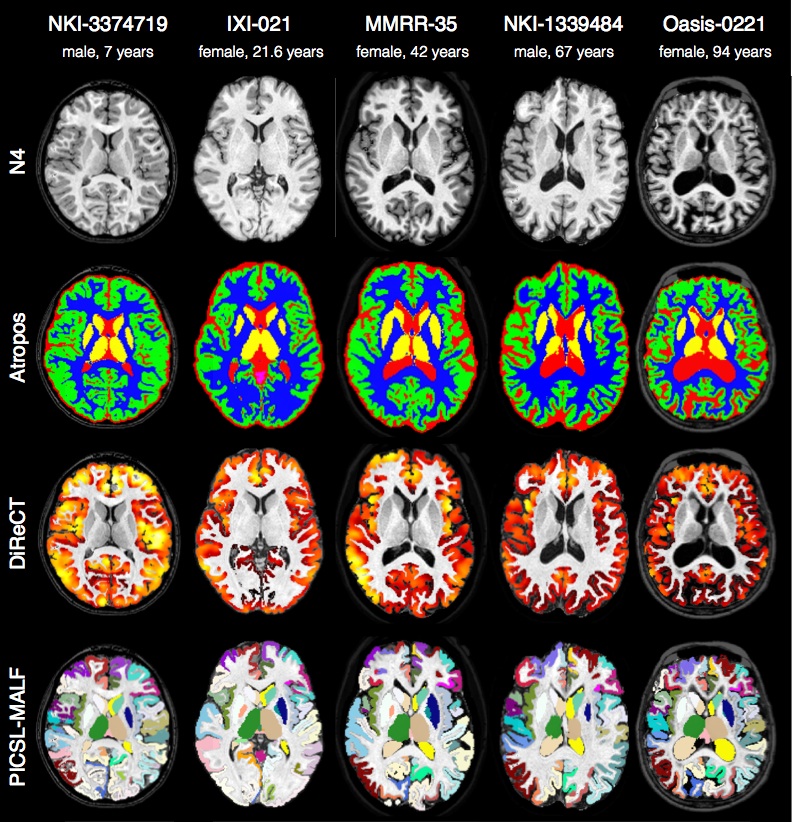 NKI-3374719 IXI-021 MMRR-35 NKI-1339484 Oasis-0221
male, 7 years female, 21.6 years female, 42 years male, 67 years female, 94 years
N4
Atropos
DiReCT
PICSL-MALF